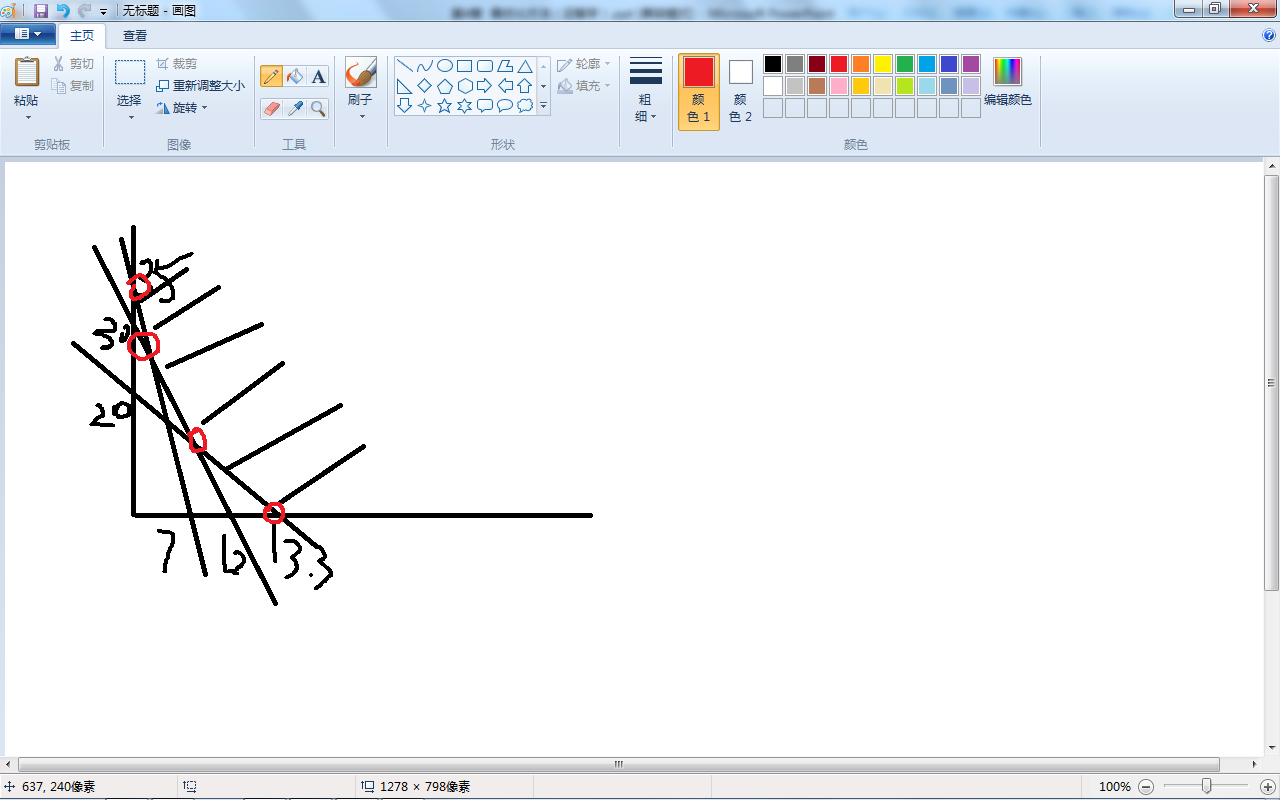 无标题 - 画图
主页 查看
粘贴
剪切
复制
剪贴板
选择
裁剪
重新调整大小
旋转
图像
A
工具
刷子
形状
轮廓
填充
粗
细
颜
色 1
颜
色 2
颜色
编辑颜色
30
20
7
13.3
637, 240像素
1278 × 798像素
100%